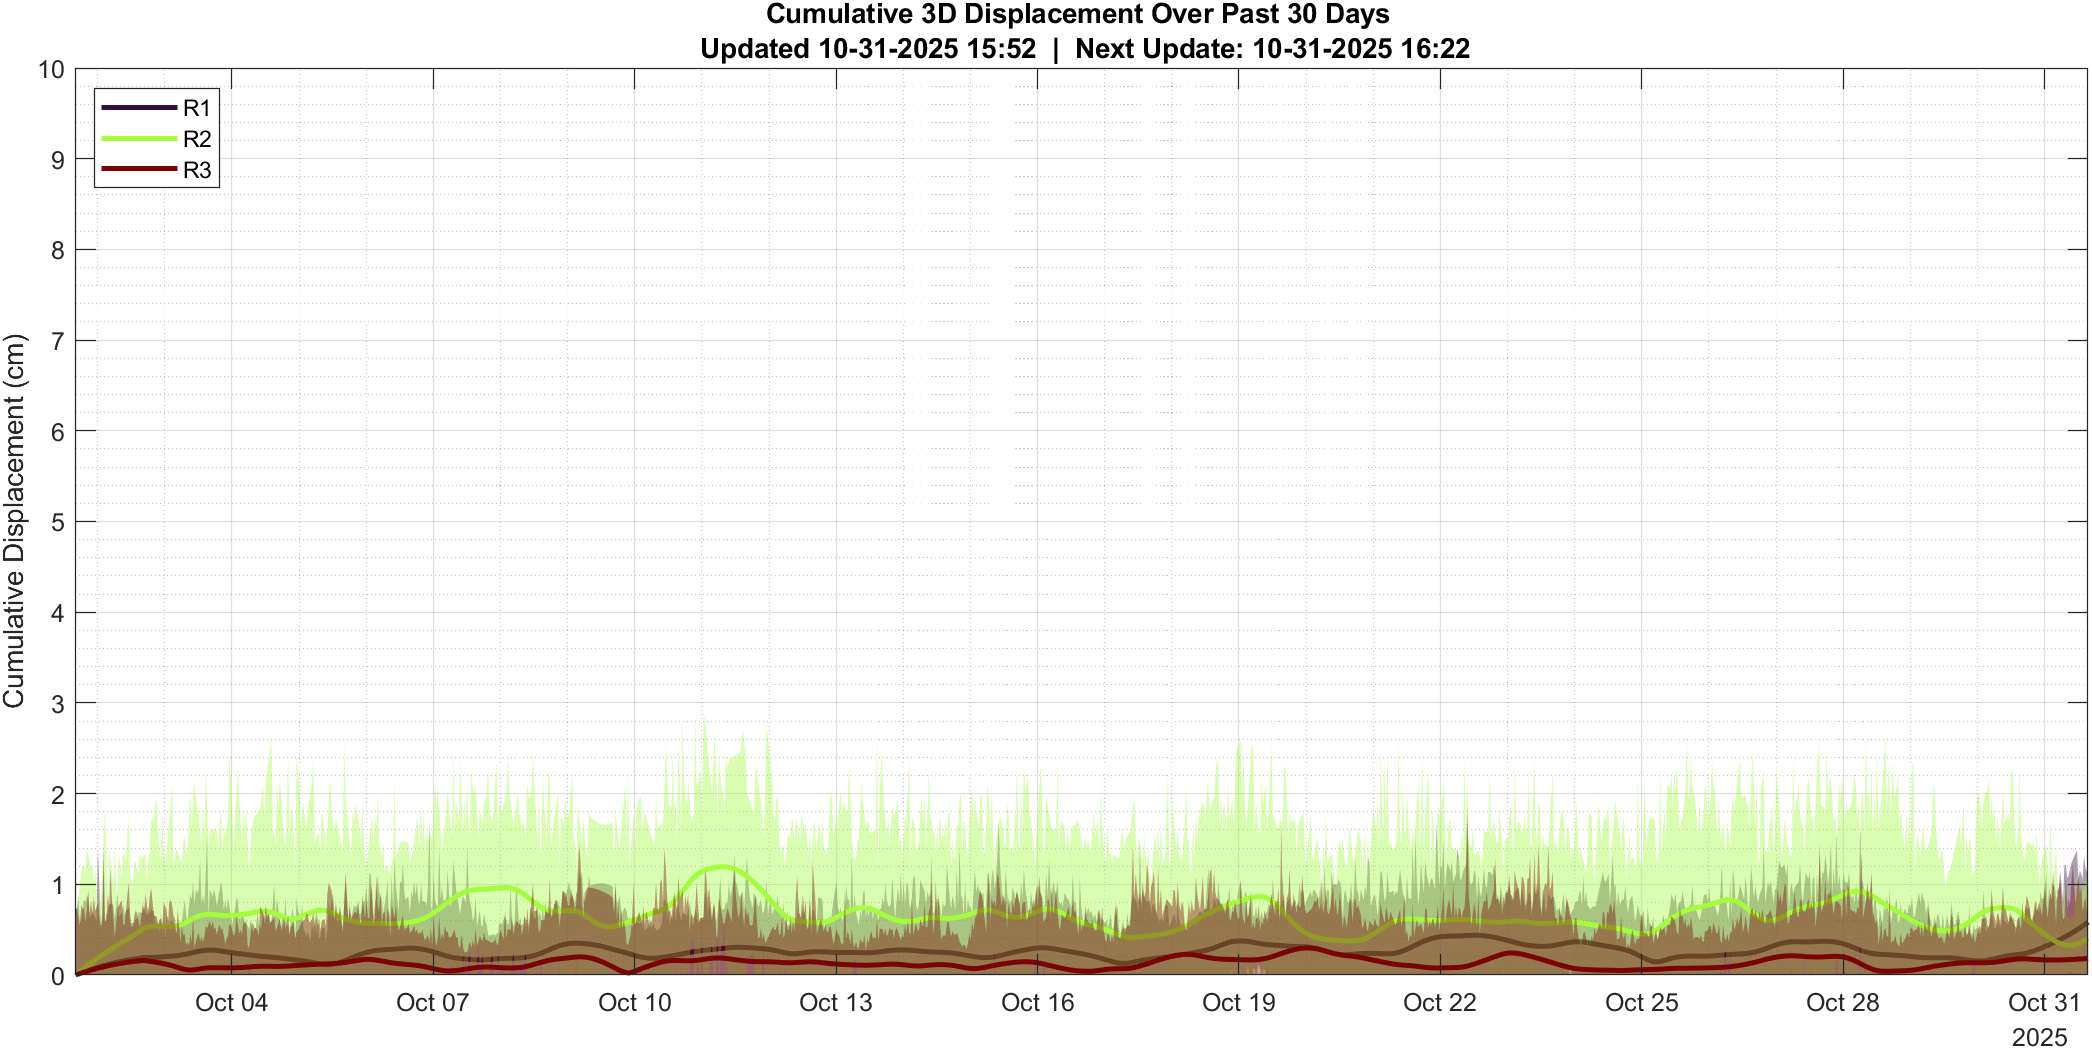 Cumulative 3D Displacement Over Past 30 Days
Updated 10-31-2025 15:52 | Next Update: 10-31-2025 16:22
Cumulative Displacement (cm)
10
9
8
7
6
5
4
3
2
1
0
R1
R2
R3
Oct 04
Oct 07
Oct 10
Oct 13
Oct 16
Oct 19
Oct 22
Oct 25
Oct 28
Oct 31
2025